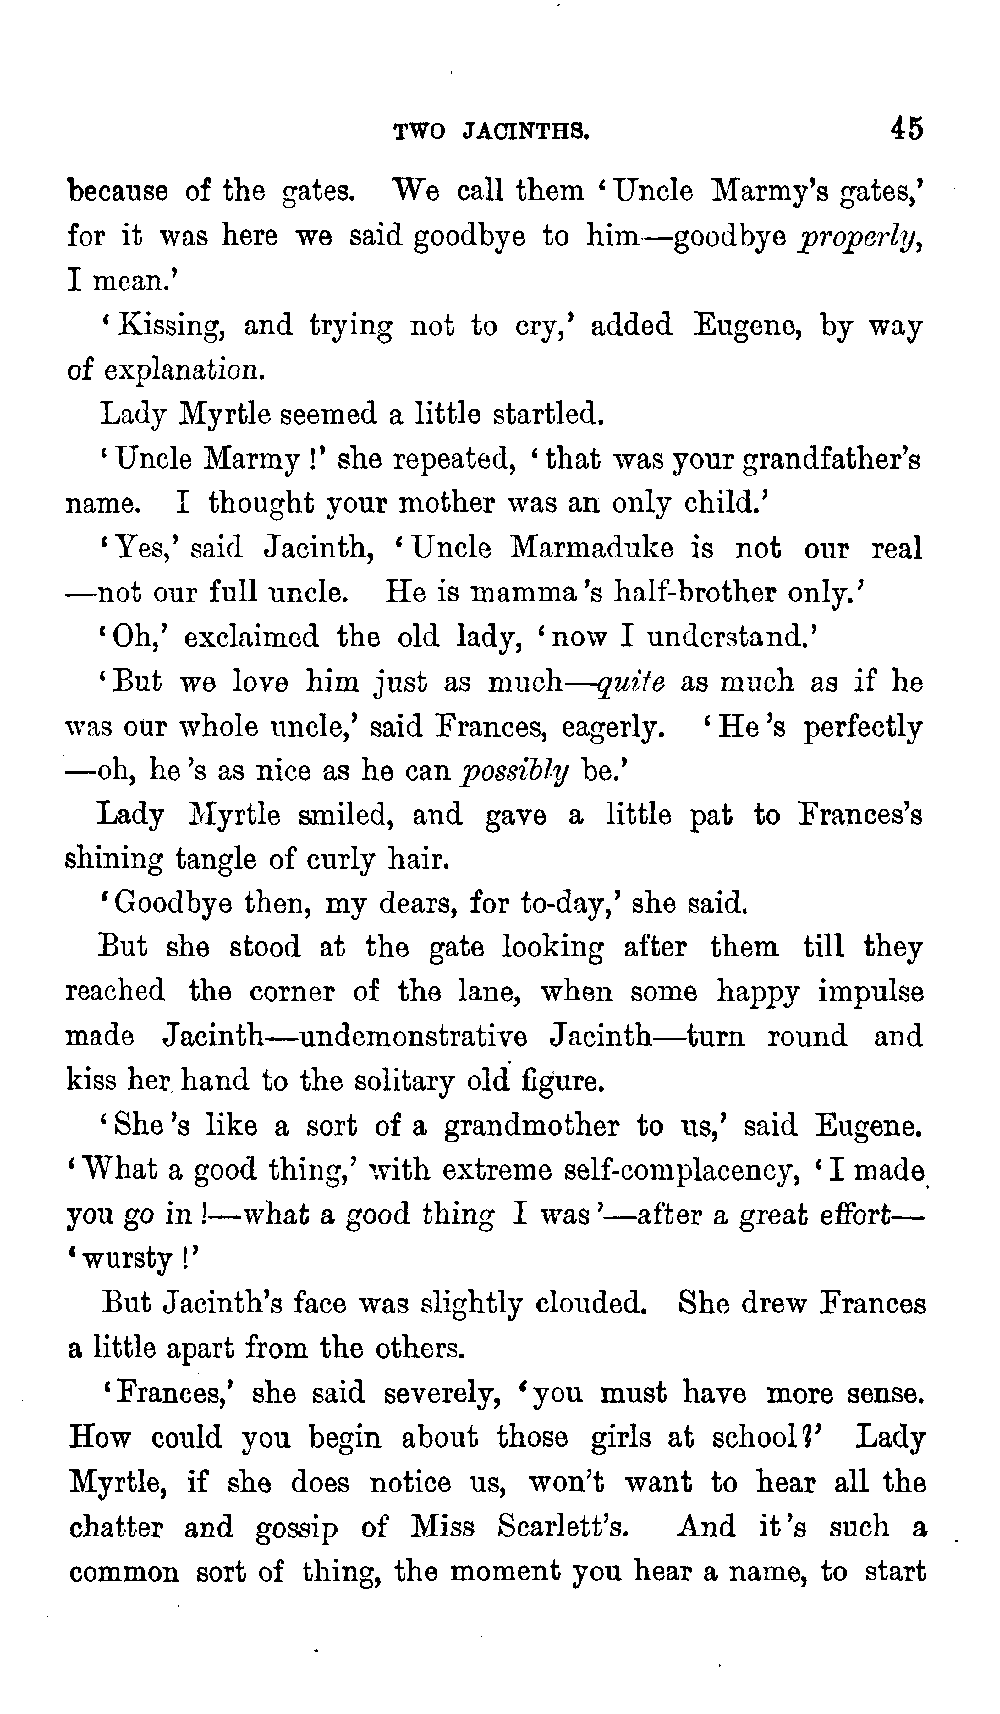 TWO JACINTHS. 45
because of the gates. We call them ‘Uncle Marmy’s gates,’
for it was here we said goodbye to him—goodbye properly,
I mean.’
‘Kissing, and trying not to cry,’ added Eugene, by way
of explanation.
Lady Myrtle seemed a little startled.
‘Uncle Marmy!’ she repeated, ‘that was your grandfather’s
name. I thought your mother was an only child.’
‘Yes,’ said Jacinth, ‘Uncle Marmaduke is not our real
—not our full uncle. He is mamma’s half-brother only.’
‘Oh,’ exclaimed the old lady, ‘now I understand.’
‘But we love him just as much—quite as much as if he
was our whole uncle,’ said Frances, eagerly. ‘He’s perfectly
—oh, he’s as nice as he can possibly be.’
Lady Myrtle smiled, and gave a little pat to Frances’s
shining tangle of curly hair.
‘Goodbye then, my dears, for to-day,’ she said.
But she stood at the gate looking after them till they
reached the corner of the lane, when some happy impulse
made Jacinth—undemonstrative Jacinth—turn round and
kiss her hand to the solitary old figure.
‘She’s like a sort of a grandmother to us,’ said Eugene.
‘What a good thing,’ with extreme self-complacency, ‘I made
you go in!—what a good thing I was’—after a great effort—
‘wursty!’
But Jacinth’s face was slightly clouded. She drew Frances
a little apart from the others.
‘Frances,’ she said severely, ‘you must have more sense.
How could you begin about those girls at school?’ Lady
Myrtle, if she does notice us, won’t want to hear all the
chatter and gossip of Miss Scarlett’s. And it’s such a
common sort of thing, the moment you hear a name, to start